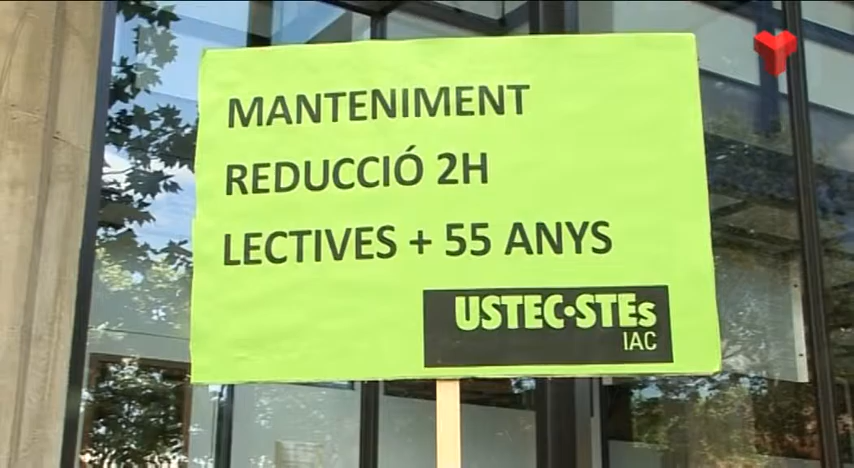 MANTENIMENT
REDUCCIÓ 2H
LECTIVES + 55 ANYS
USTEC·STEs
IAC